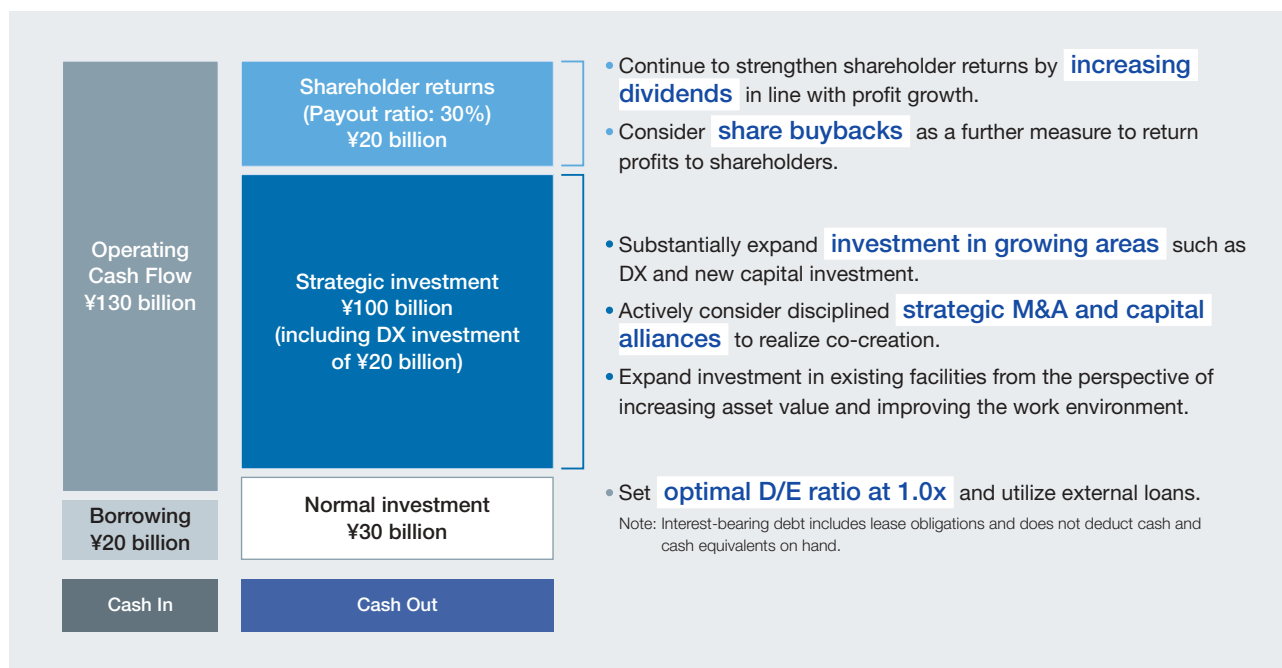 Operating
Cash Flow
¥130 billion
Borrowing
¥20 billion
Cash In
Shareholder returns
(Payout ratio: 30%)
¥20 billion
Strategic investment
¥100 billion
(including DX investment
of ¥20 billion)
Normal investment
¥30 billion
Cash Out
• Continue to strengthen shareholder returns by increasing
dividends in line with profit growth.
• Consider share buybacks as a further measure to return
profits to shareholders.
• Substantially expand investment in growing areas such as
DX and new capital investment.
• Actively consider disciplined strategic M&A and capital
alliances to realize co-creation.
• Expand investment in existing facilities from the perspective of
increasing asset value and improving the work environment.
• Set optimal D/E ratio at 1.0x and utilize external loans.
Note: Interest-bearing debt includes lease obligations and does not deduct cash and
cash equivalents on hand.